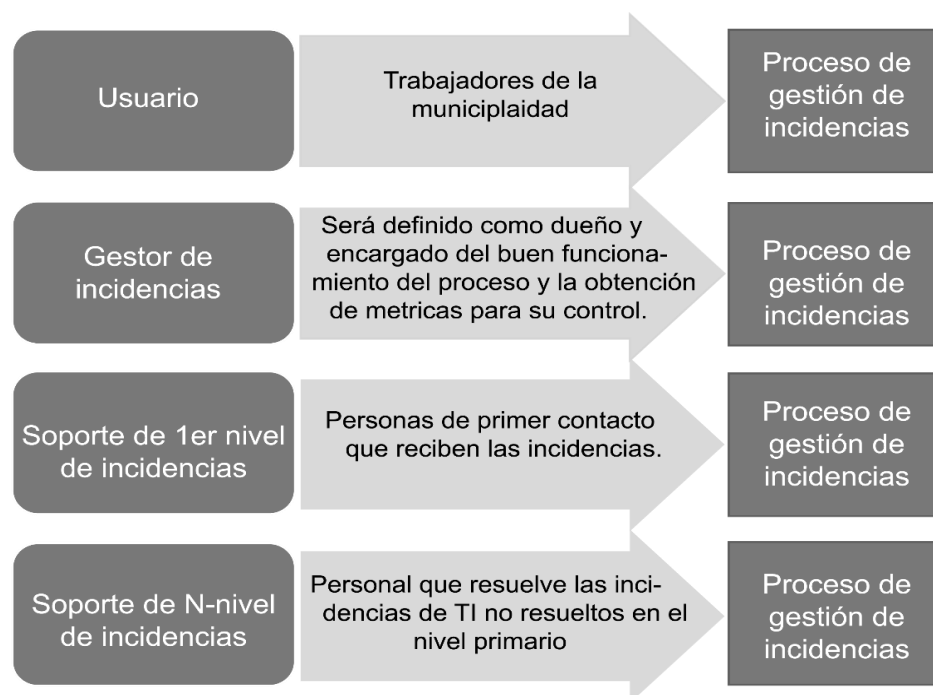 Usuario
Trabajadores de la
municiplaidad
Proceso de
gestión de
incidencias
Gestor de
incidencias
Será definido como dueño y
encargado del buen funciona-
miento del proceso y la obtención
de metricas para su control.
Proceso de
gestión de
incidencias
Soporte de 1er nivel
de incidencias
Personas de primer contacto
que reciben las incidencias.
Proceso de
gestión de
incidencias
Soporte de N-nivel
de incidencias
Personal que resuelve las inci-
dencias de TI no resueltos en el
nivel primario
Proceso de
gestión de
incidencias